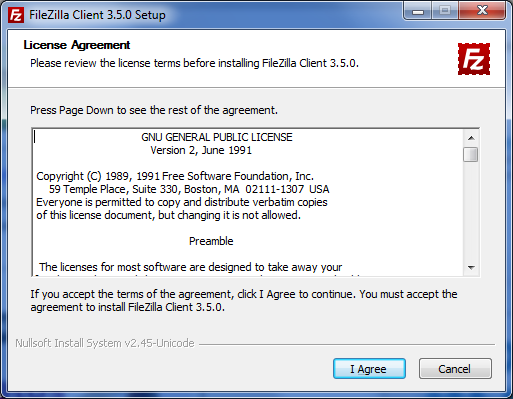 FileZilla Client 3.5.0 Setup
License Agreement
Please review the license terms before installing FileZilla Client 3.5.0.
Press Page Down to see the rest of the agreement.
GNU GENERAL PUBLIC LICENSE
Version 2, June 1991
Copyright (C) 1989, 1991 Free Software Foundation, Inc.
59 Temple Place, Suite 330, Boston, MA 02111-1307 USA
Everyone is permitted to copy and distribute verbatim copies
of this license document, but changing it is not allowed.
Preamble
The licenses for most software are designed to take away your
If you accept the terms of the agreement, click I Agree to continue. You must accept the
agreement to install FileZilla Client 3.5.0.
Nullsoft Install System v2.45-Unicode
I Agree
Cancel